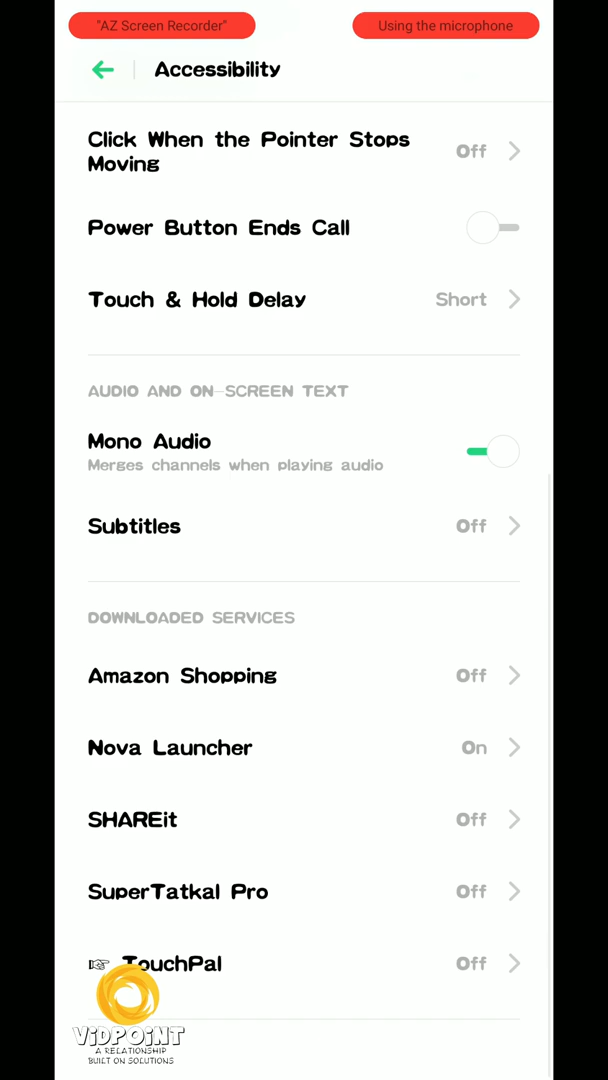 "AZ Screen Recorder" Using the microphone
Accessibility
Click When the Pointer Stops
Moving
Off
Power Button Ends Call
Touch & Hold Delay Short
AUDIO AND ON-SCREEN TEXT
Mono Audio
Merges channels when playing audio
Subtitles Off
DOWNLOADED SERVICES
Amazon Shopping Off
Nova Launcher On
SHAREit Off
SuperTatkal Pro Off
☞ TouchPal Off
ViDPOiNT
A RELATIONSHIP
BUILT ON SOLUTIONS